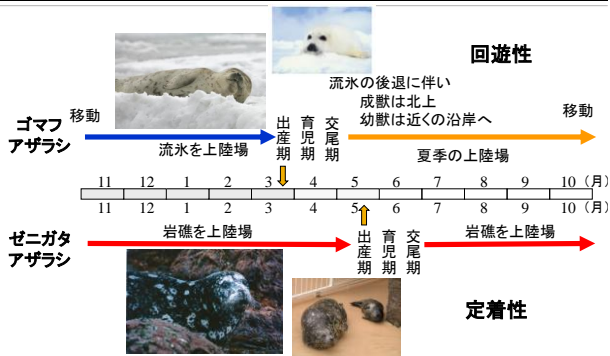 回遊性
流氷の後退に伴い
成獣は北上
幼獣は近くの沿岸へ
ゴマフ
アザラシ
移動
流氷を上陸場
出産期
育児期
交尾期
夏季の上陸場
移動
11 12 1 2 3 4 5 6 7 8 9 10 (月)
11 12 1 2 3 4 5 6 7 8 9 10 (月)
ゼニガタ
アザラシ
岩礁を上陸場
出産期
育児期
交尾期
岩礁を上陸場
定着性